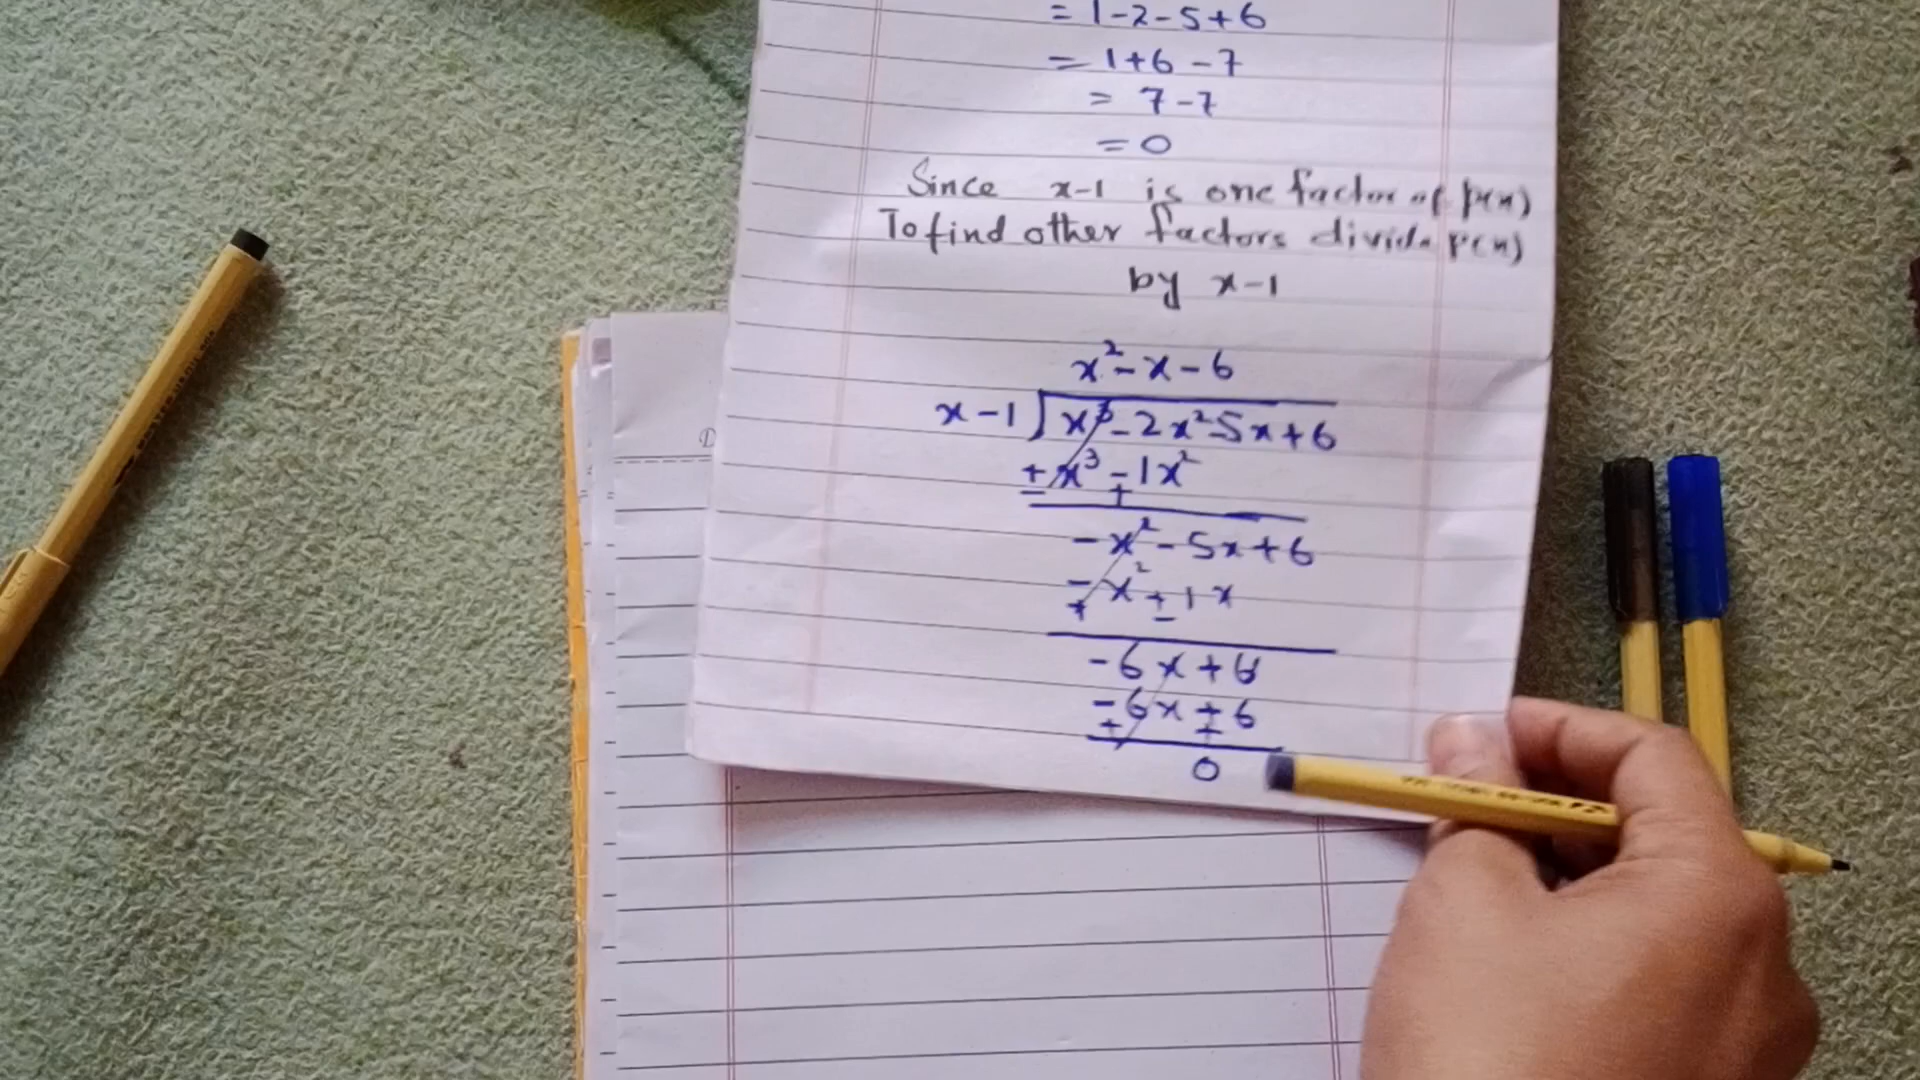 = 1-2-5+6
= 1+6-7
= 7-7
= 0
Since x-1 is one factor of p(x)
To find other factors divide p(x)
by x-1
x²-x-6
x-1 ) x³-2x²-5x+6
+x³-1x²
- +
-x²-5x+6
-x²+1x
+ -
-6x+6
-6x+6
+ -
0